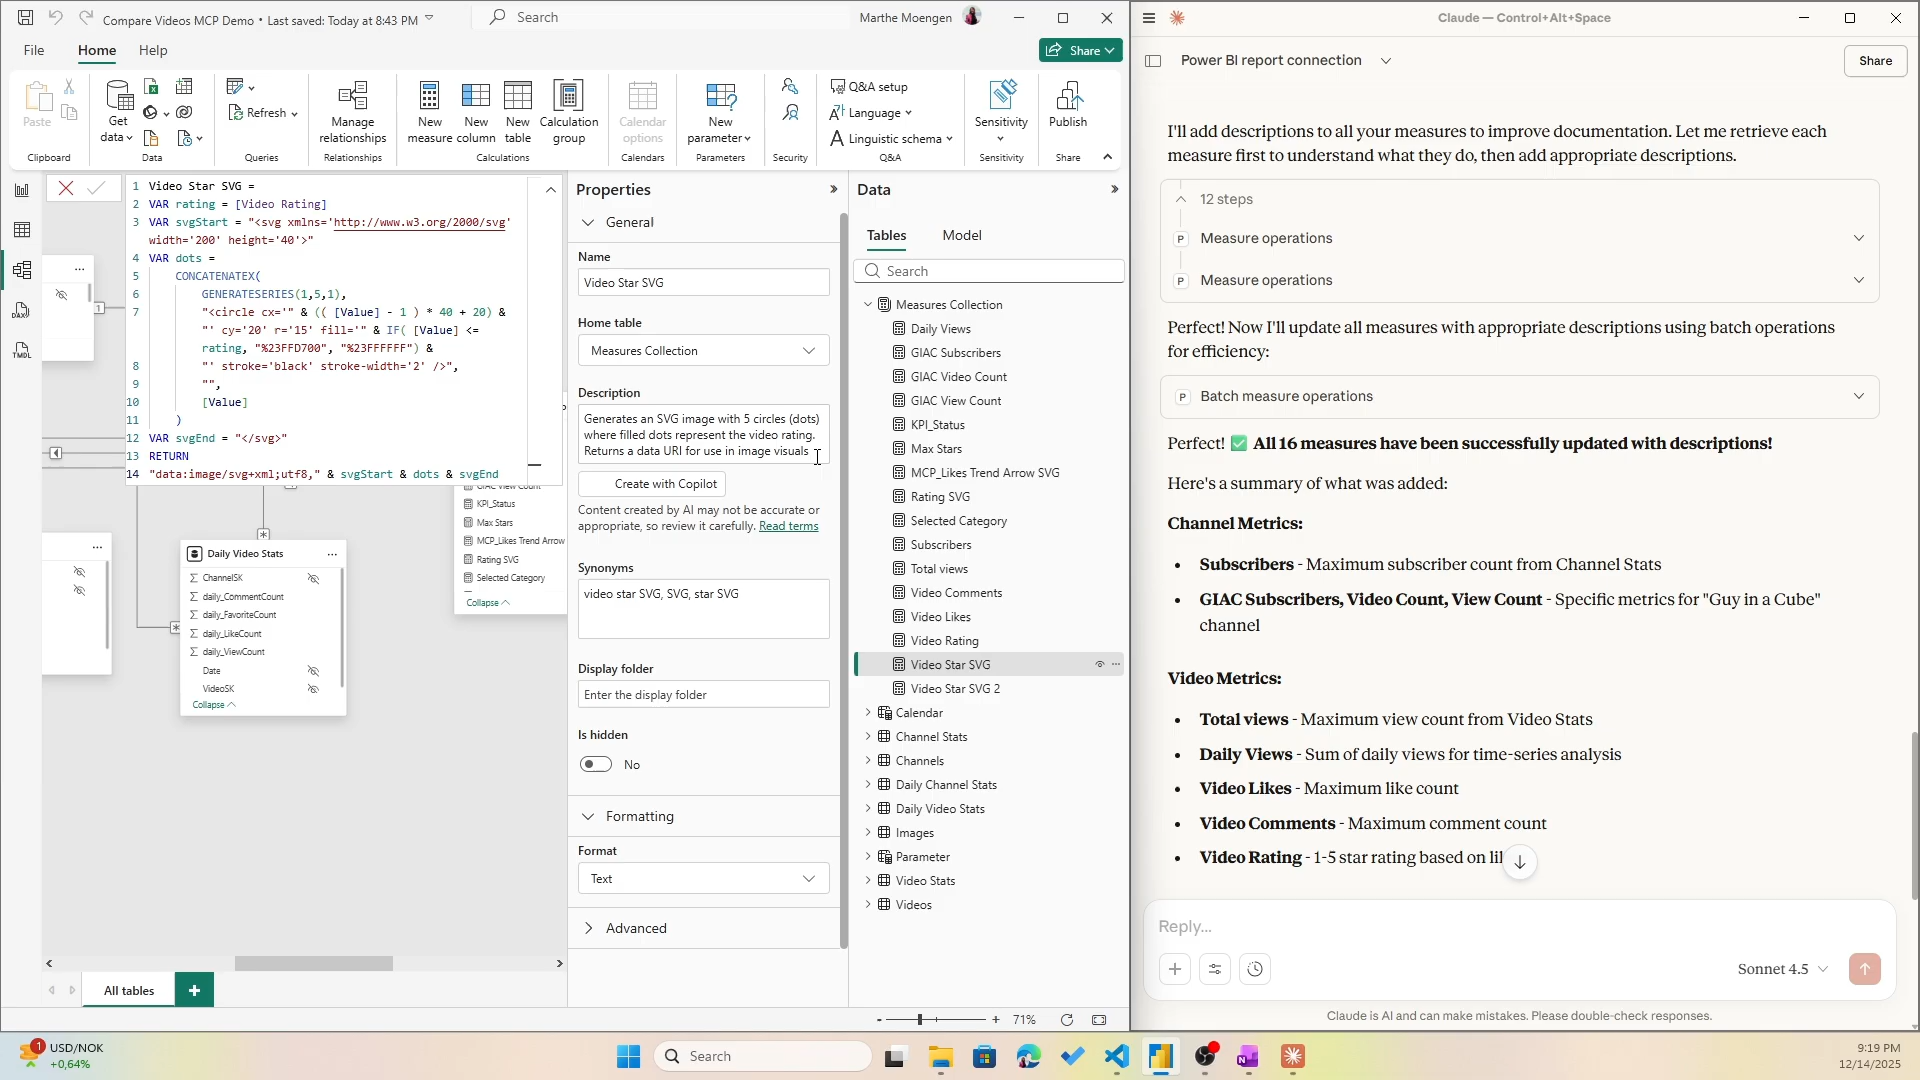 Compare Videos MCP Demo • Last saved: Today at 8:43 PM
Search
Marthe Moengen
File
Home
Help
Share
Paste
Clipboard
Get
data
Data
Refresh
Queries
Manage
relationships
Relationships
New
measure
New
column
New
table
Calculation
group
Calculations
Calendar
options
Calendars
New
parameter
Parameters
Security
Q&A setup
Language
Linguistic schema
Q&A
Sensitivity
Sensitivity
Publish
Share
DAX
TMDL
1 Video Star SVG =
2 VAR rating = [Video Rating]
3 VAR svgStart = "<svg xmlns='http://www.w3.org/2000/svg'
width='200' height='40'>"
4 VAR dots =
5 CONCATENATEX(
6 GENERATESERIES(1,5,1),
7 "<circle cx='" & (( [Value] - 1 ) * 40 + 20) &
"' cy='20' r='15' fill='" & IF( [Value] <=
rating, "%23FFD700", "%23FFFFFF") &
8 "' stroke='black' stroke-width='2' />",
9 "",
10 [Value]
11 )
12 VAR svgEnd = "</svg>"
13 RETURN
14 "data:image/svg+xml;utf8," & svgStart & dots & svgEnd
1
*
*
Daily Video Stats
ChannelSK
daily_CommentCount
daily_FavoriteCount
daily_LikeCount
daily_ViewCount
Date
VideoSK
Collapse
GIAC View Count
KPI_Status
Max Stars
MCP_Likes Trend Arrow
Rating SVG
Selected Category
Collapse
All tables
Properties
General
Name
Video Star SVG
Home table
Measures Collection
Description
Generates an SVG image with 5 circles (dots)
where filled dots represent the video rating.
Returns a data URI for use in image visuals
Create with Copilot
Content created by AI may not be accurate or
appropriate, so review it carefully. Read terms
Synonyms
video star SVG, SVG, star SVG
Display folder
Enter the display folder
Is hidden
No
Formatting
Format
Text
Advanced
Data
Tables
Model
Search
Measures Collection
Daily Views
GIAC Subscribers
GIAC Video Count
GIAC View Count
KPI_Status
Max Stars
MCP_Likes Trend Arrow SVG
Rating SVG
Selected Category
Subscribers
Total views
Video Comments
Video Likes
Video Rating
Video Star SVG
Video Star SVG 2
Calendar
Channel Stats
Channels
Daily Channel Stats
Daily Video Stats
Images
Parameter
Video Stats
Videos
71%
Claude — Control+Alt+Space
Power BI report connection
Share
I'll add descriptions to all your measures to improve documentation. Let me retrieve each
measure first to understand what they do, then add appropriate descriptions.
12 steps
P Measure operations
P Measure operations
Perfect! Now I'll update all measures with appropriate descriptions using batch operations
for efficiency:
P Batch measure operations
Perfect! ✅ All 16 measures have been successfully updated with descriptions!
Here's a summary of what was added:
Channel Metrics:
• Subscribers - Maximum subscriber count from Channel Stats
• GIAC Subscribers, Video Count, View Count - Specific metrics for "Guy in a Cube"
channel
Video Metrics:
• Total views - Maximum view count from Video Stats
• Daily Views - Sum of daily views for time-series analysis
• Video Likes - Maximum like count
• Video Comments - Maximum comment count
• Video Rating - 1-5 star rating based on
Reply...
Sonnet 4.5
Claude is AI and can make mistakes. Please double-check responses.
1
USD/NOK
+0,64%
Search
9:19 PM
12/14/2025